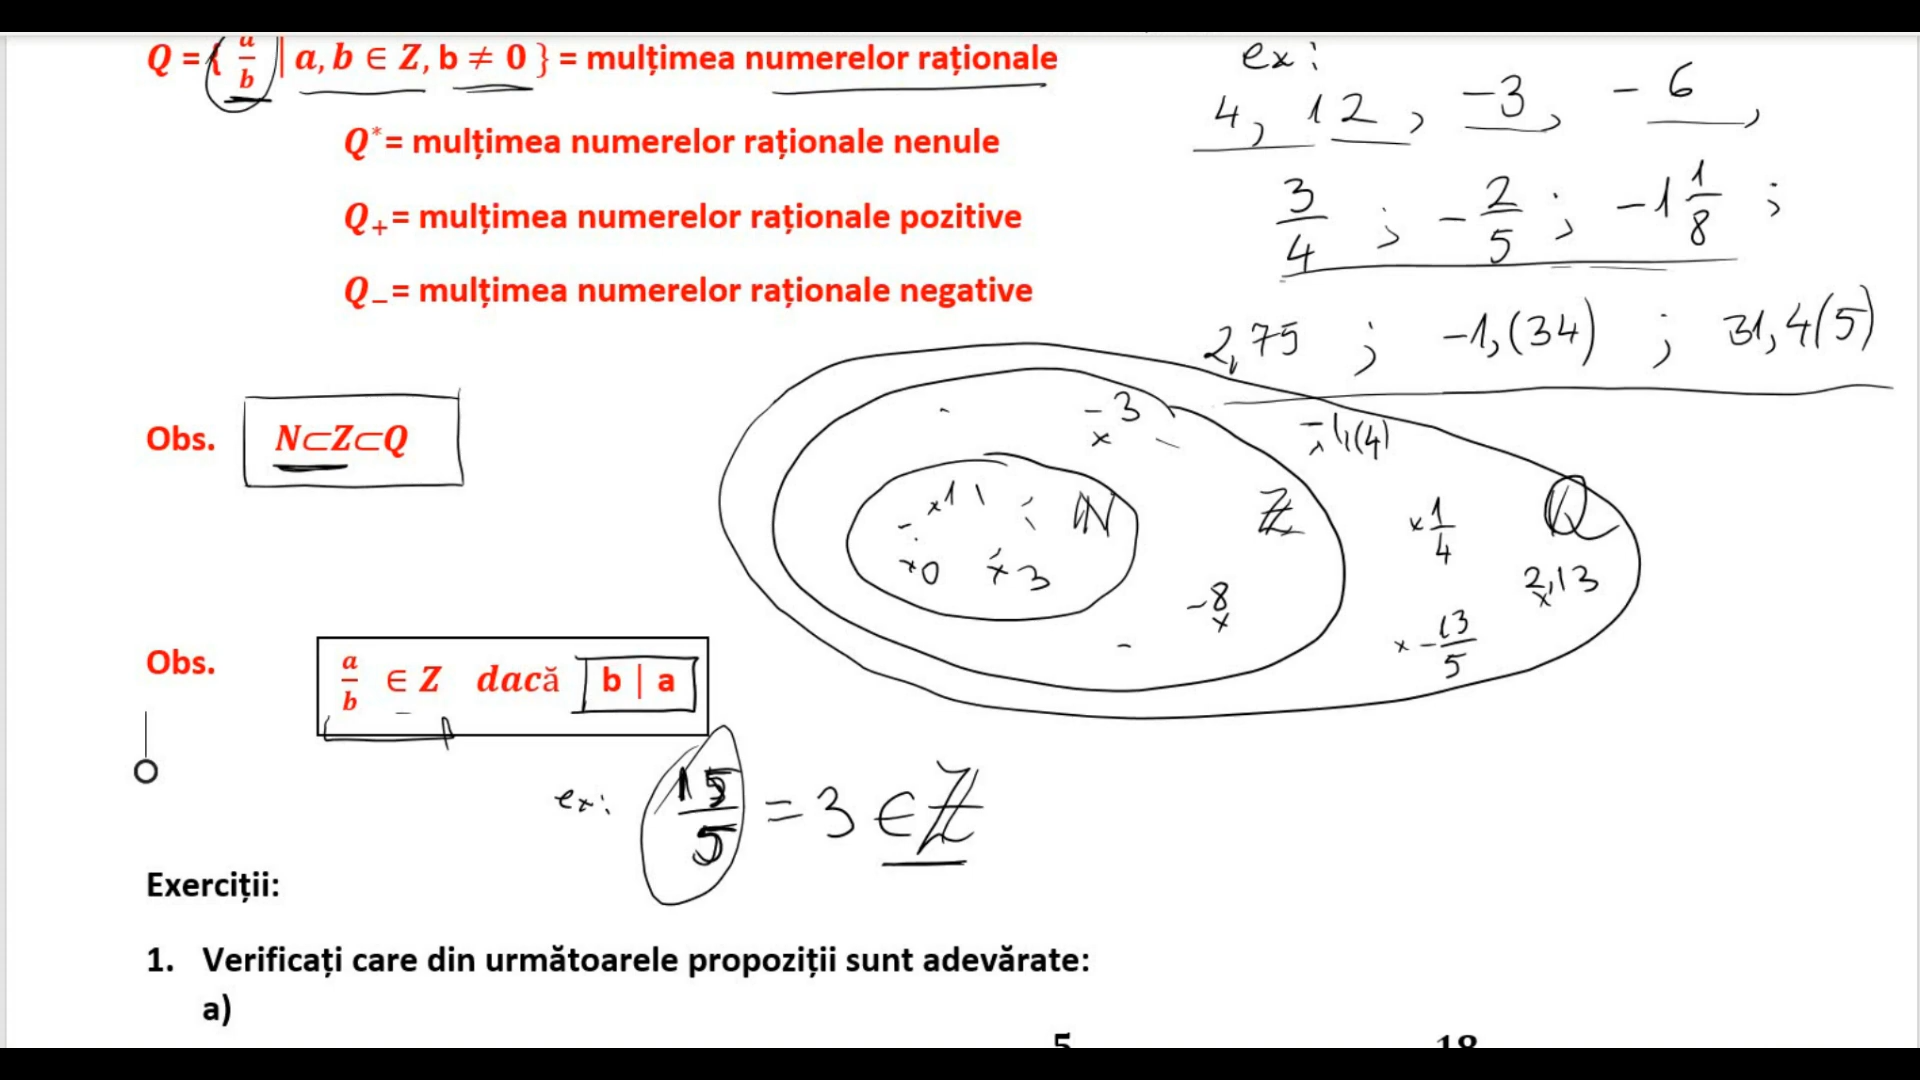 Q = { a/b | a, b ∈ Z, b ≠ 0 } = mulțimea numerelor raționale
Q* = mulțimea numerelor raționale nenule
Q₊ = mulțimea numerelor raționale pozitive
Q₋ = mulțimea numerelor raționale negative
ex:
4, 12, -3, -6,
3/4 ; -2/5 ; -1 1/8 ;
2,75 ; -1,(34) ; 31,4(5)
Obs. N⊂Z⊂Q
-3 -1,(4)
11 N Z 1/4 Q
0 3 -8 2,13
-13/5
Obs. a/b ∈ Z dacă b | a
ex: 15/5 = 3 ∈ Z
Exerciții:
1. Verificați care din următoarele propoziții sunt adevărate:
a)
5 18